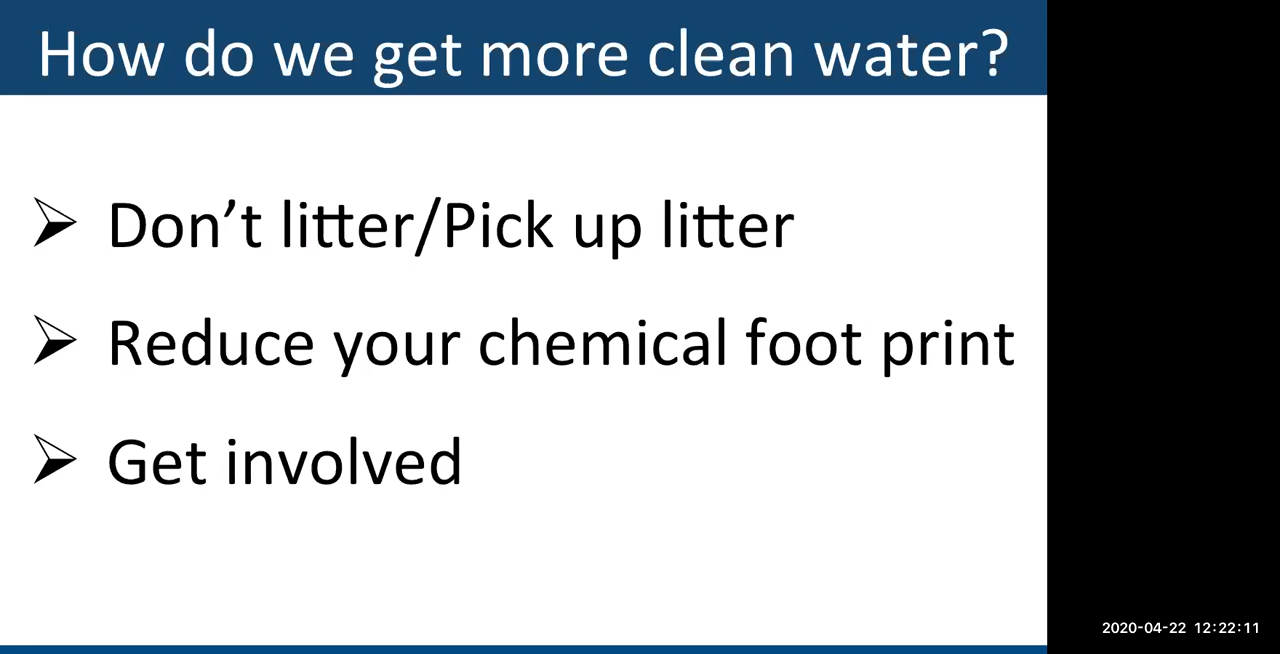 How do we get more clean water?
Don’t litter/Pick up litter
Reduce your chemical foot print
Get involved
2020-04-22 12:22:11